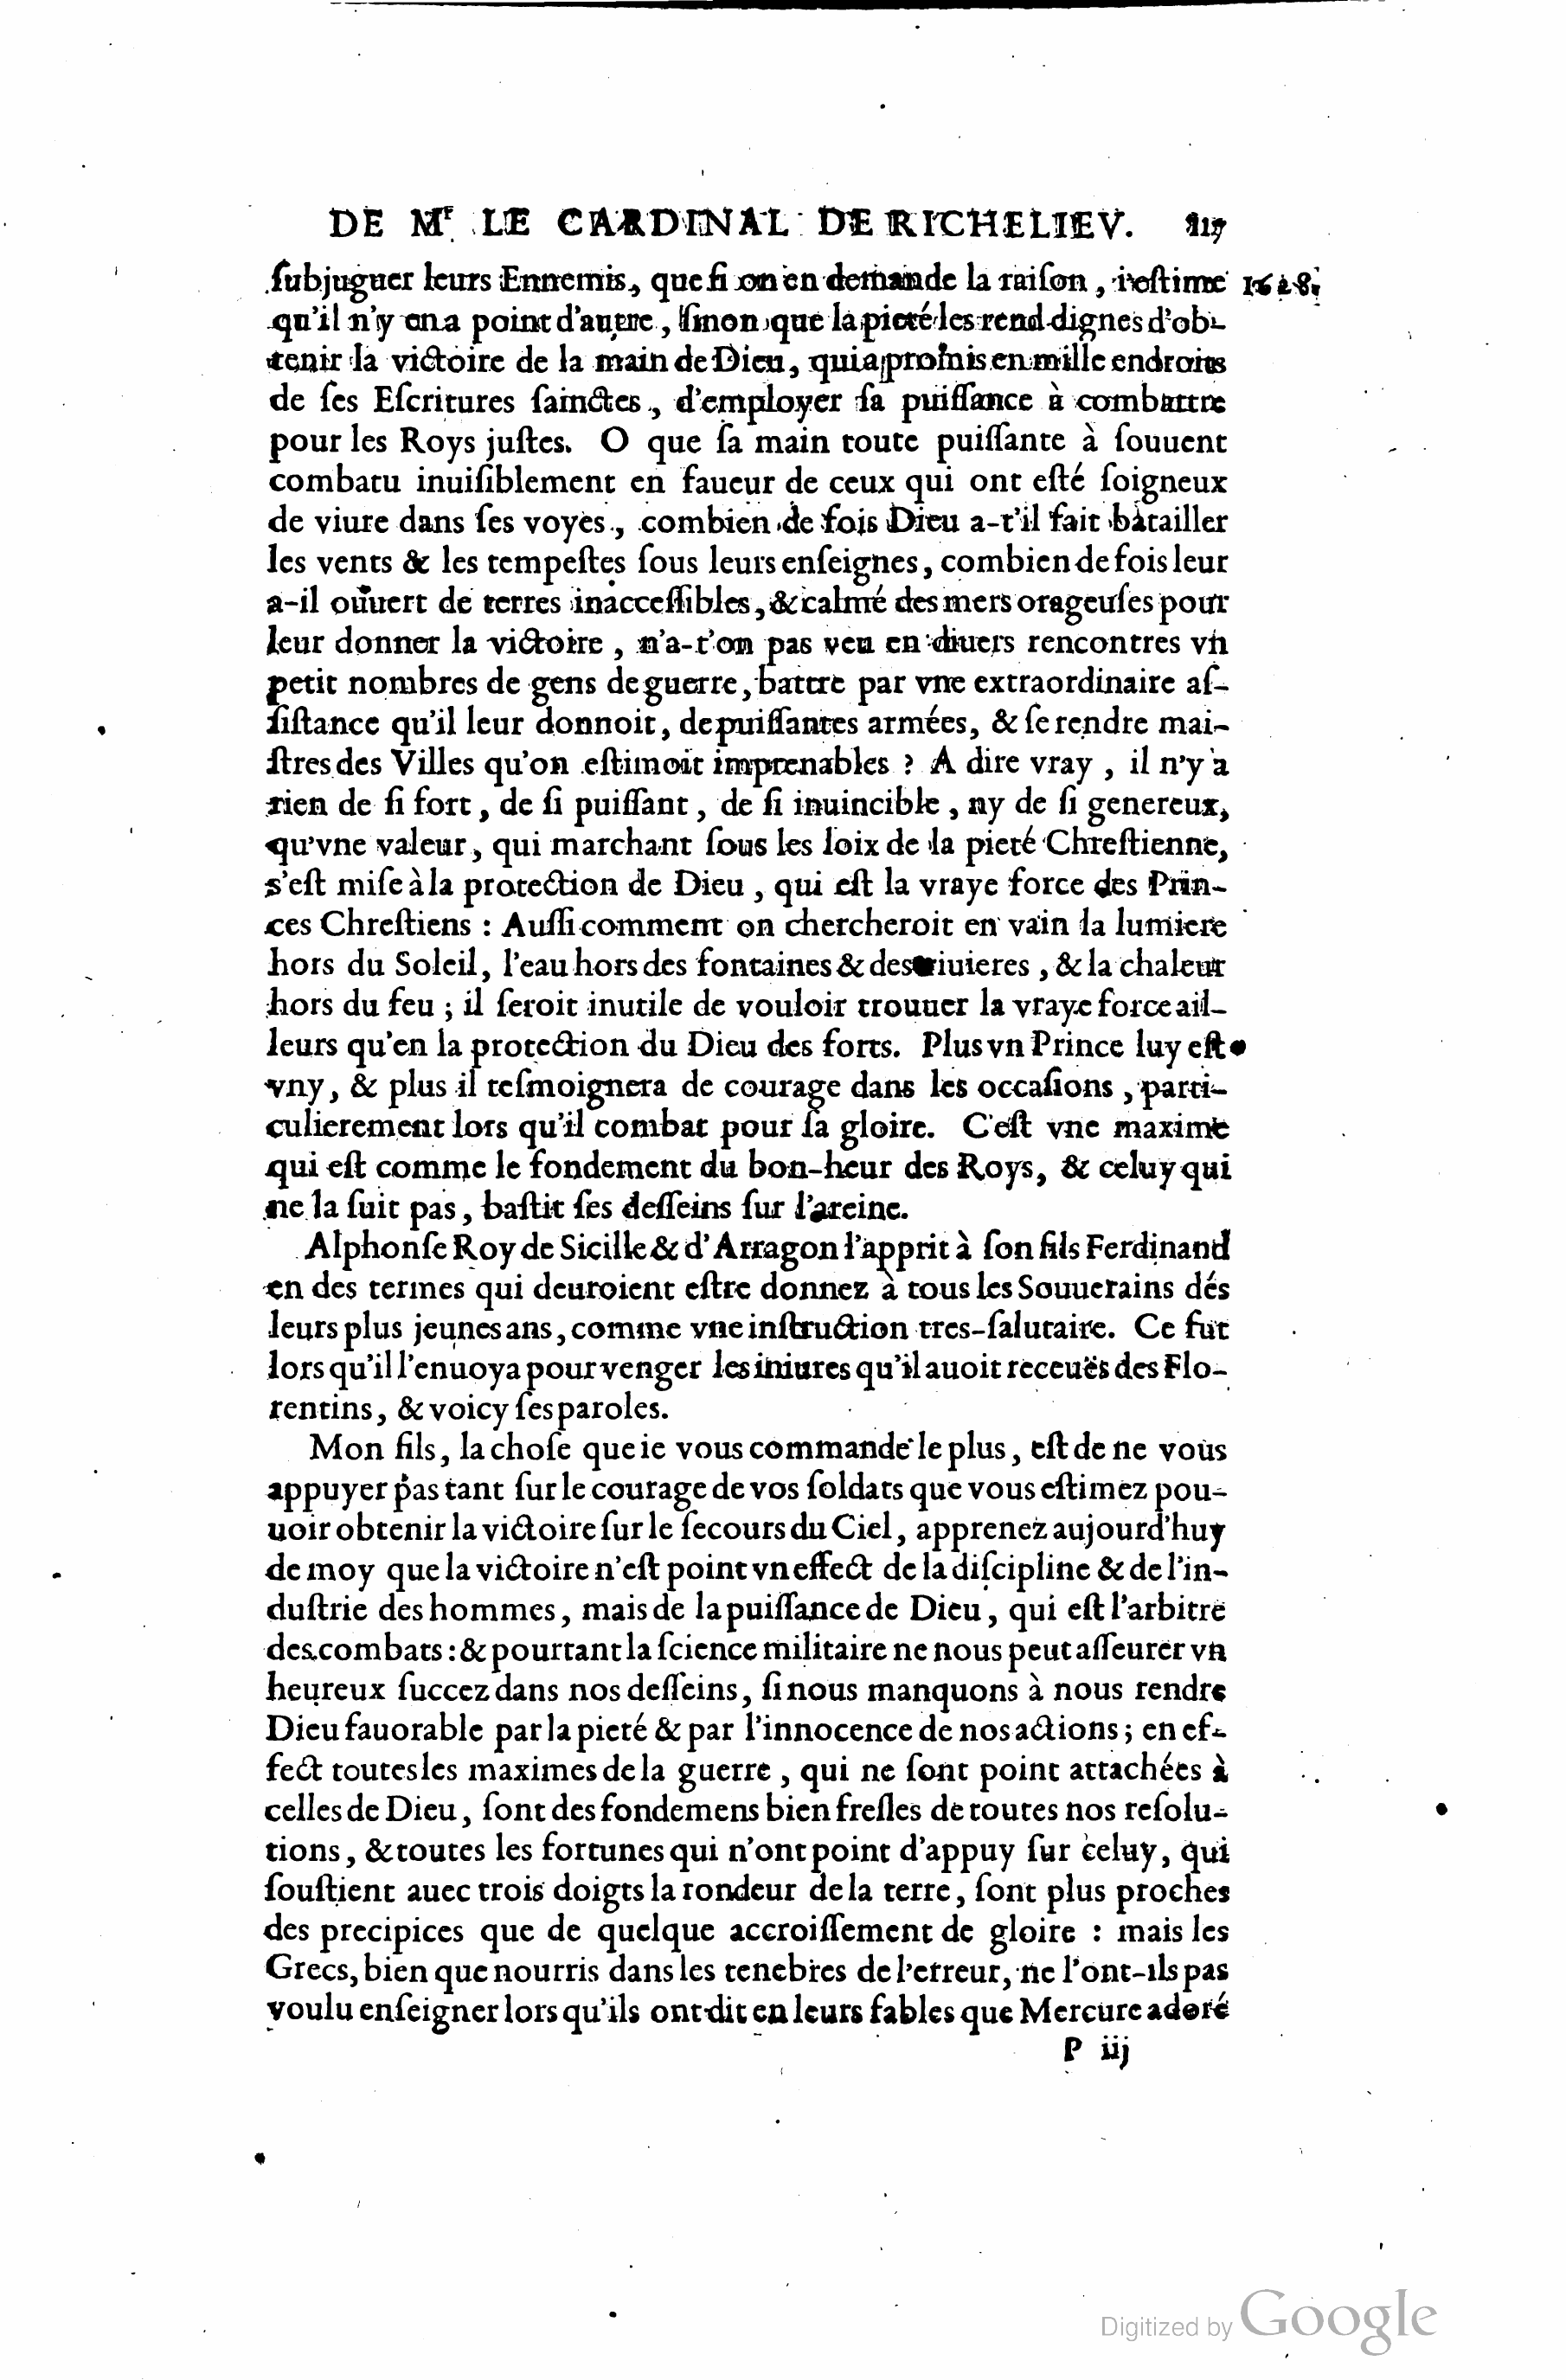 DE Mr. LE CARDINAL DE RICHELIEV. 117
ſubjuguer leurs Ennemis, que ſi on en demande la raiſon, i'eſtime 1628.
qu'il n'y en a point d'autre, ſinon que la pieté les rend dignes d'ob-
tenir la victoire de la main de Dieu, qui a promis en mille endroits
de ſes Eſcritures ſainctes, d'employer ſa puiſſance à combattre
pour les Roys juſtes. O que ſa main toute puiſſante à ſouuent
combatu inuiſiblement en faueur de ceux qui ont eſté ſoigneux
de viure dans ſes voyes, combien de fois Dieu a-t'il fait batailler
les vents & les tempeſtes ſous leurs enſeignes, combien de fois leur
a-il ouuert de terres inacceſſibles, & calmé des mers orageuſes pour
leur donner la victoire, n'a-t'on pas veu en diuers rencontres vn
petit nombres de gens de guerre, battre par vne extraordinaire aſ-
ſiſtance qu'il leur donnoit, de puiſſantes armées, & ſe rendre mai-
ſtres des Villes qu'on eſtimoit imprenables ? A dire vray, il n'y a
rien de ſi fort, de ſi puiſſant, de ſi inuincible, ny de ſi genereux,
qu'vne valeur, qui marchant ſous les loix de la pieté Chreſtienne,
s'eſt miſe à la protection de Dieu, qui eſt la vraye force des Prin-
ces Chreſtiens : Auſſi comment on chercheroit en vain la lumiere
hors du Soleil, l'eau hors des fontaines & des riuieres, & la chaleur
hors du feu ; il ſeroit inutile de vouloir trouuer la vraye force ail-
leurs qu'en la protection du Dieu des forts. Plus vn Prince luy eſt
vny, & plus il teſmoignera de courage dans les occaſions, parti-
culierement lors qu'il combat pour ſa gloire. C'eſt vne maxime
qui eſt comme le fondement du bon-heur des Roys, & celuy qui
ne la ſuit pas, baſtit ſes deſſeins ſur l'areine.
Alphonſe Roy de Sicille & d'Arragon l'apprit à ſon fils Ferdinand
en des termes qui deuroient eſtre donnez à tous les Souuerains dés
leurs plus jeunes ans, comme vne inſtruction tres-ſalutaire. Ce fut
lors qu'il l'enuoya pour venger les iniures qu'il auoit receuës des Flo-
rentins, & voicy ſes paroles.
Mon fils, la choſe que ie vous commande le plus, eſt de ne vous
appuyer pas tant ſur le courage de vos ſoldats que vous eſtimez pou-
uoir obtenir la victoire ſur le ſecours du Ciel, apprenez aujourd'huy
de moy que la victoire n'eſt point vn effect de la diſcipline & de l'in-
duſtrie des hommes, mais de la puiſſance de Dieu, qui eſt l'arbitre
des combats : & pourtant la ſcience militaire ne nous peut aſſeurer vn
heureux ſuccez dans nos deſſeins, ſi nous manquons à nous rendre
Dieu fauorable par la pieté & par l'innocence de nos actions ; en ef-
fect toutes les maximes de la guerre, qui ne ſont point attachées à
celles de Dieu, ſont des fondemens bien freſles de toutes nos reſolu-
tions, & toutes les fortunes qui n'ont point d'appuy ſur celuy, qui
ſouſtient auec trois doigts la rondeur de la terre, ſont plus proches
des precipices que de quelque accroiſſement de gloire : mais les
Grecs, bien que nourris dans les tenebres de l'erreur, ne l'ont-ils pas
voulu enſeigner lors qu'ils ont dit en leurs fables que Mercure adoré
P iij
Digitized by Google